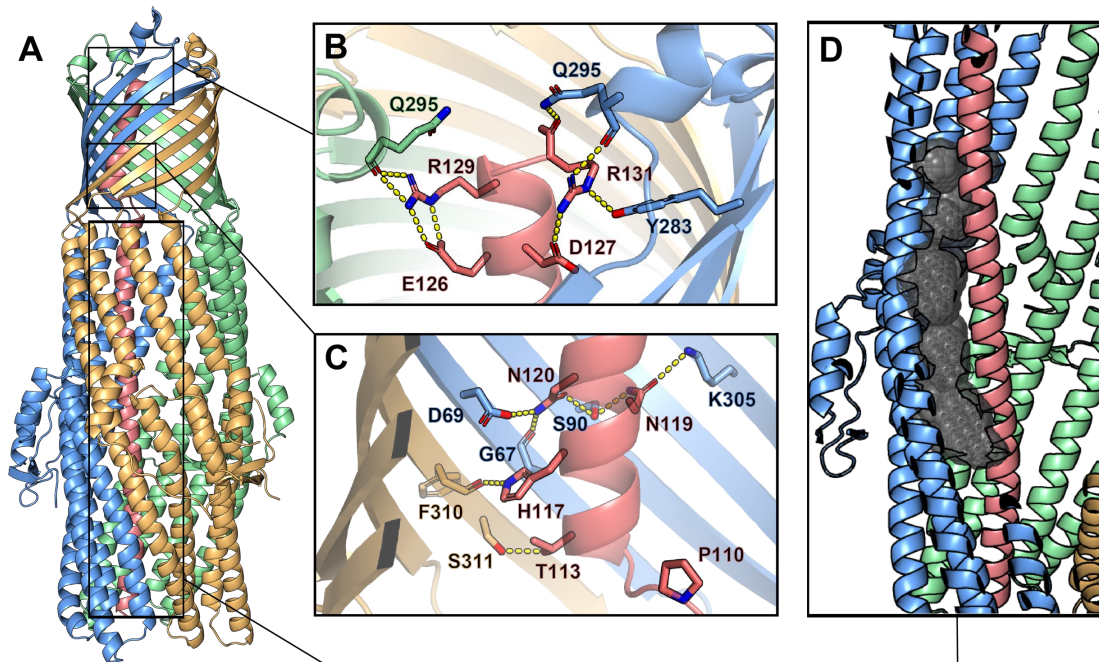 A
B
Q295
Q295
R129
R131
Y283
D127
E126
C
N120
K305
D69
S90
N119
G67
F310
H117
P110
S311
T113
D